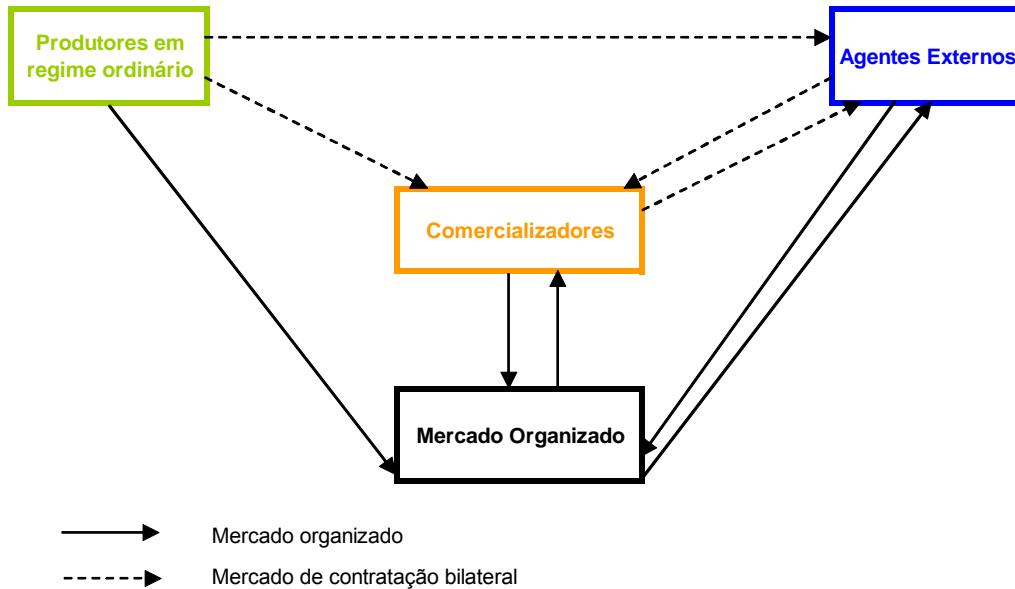 Produtores em
regime ordinário
Agentes Externos
Comercializadores
Mercado Organizado
Mercado organizado
Mercado de contratação bilateral